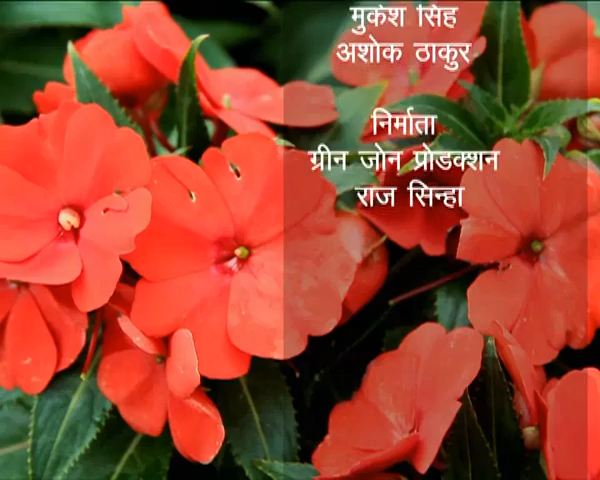 मुकेश सिंह
अशोक ठाकुर
निर्माता
ग्रीन जोन प्रोडक्शन
राज सिन्हा